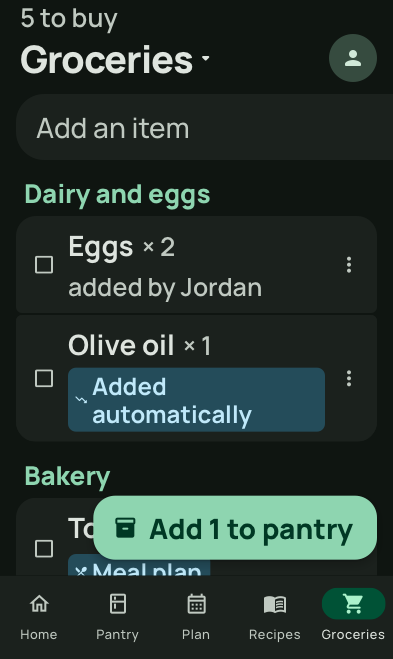 5 to buy
Groceries
Add an item
Dairy and eggs
Eggs × 2
added by Jordan
Olive oil × 1
Added
automatically
Bakery
Add 1 to pantry
Meal plan
Home Pantry Plan Recipes Groceries